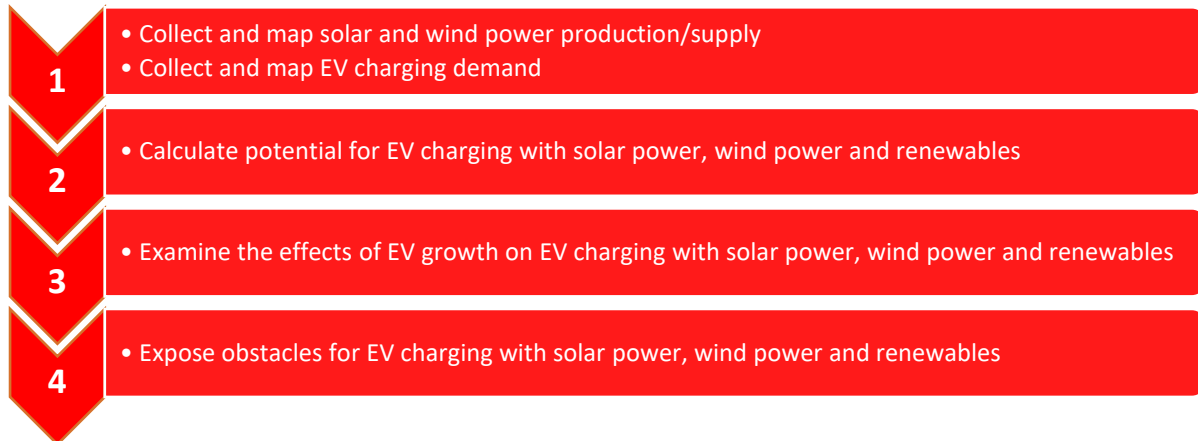 1
• Collect and map solar and wind power production/supply
• Collect and map EV charging demand
2
• Calculate potential for EV charging with solar power, wind power and renewables
3
• Examine the effects of EV growth on EV charging with solar power, wind power and renewables
4
• Expose obstacles for EV charging with solar power, wind power and renewables